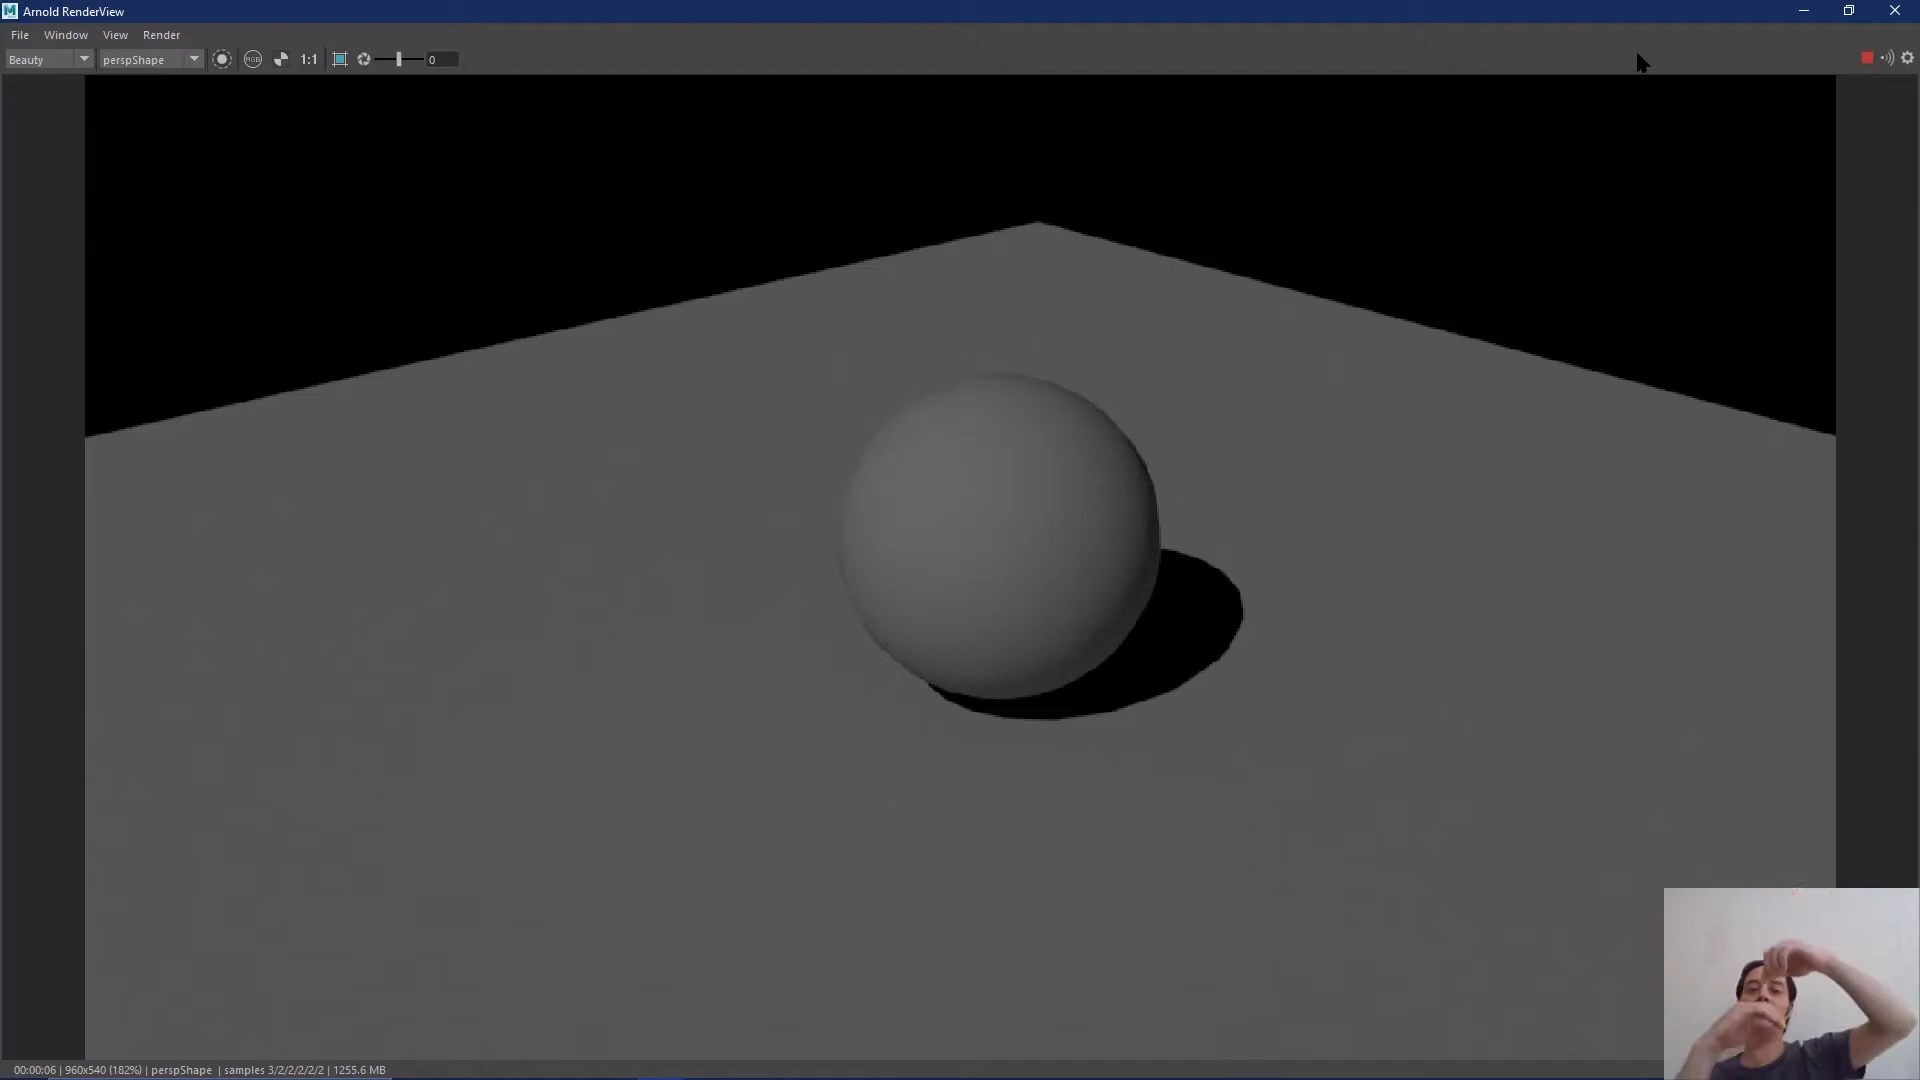 Arnold RenderView
File Window View Render
Beauty perspShape RGB 1:1 0
00:00:06 | 960x540 (182%) | perspShape | samples 3/2/2/2/2/2 | 1255.6 MB